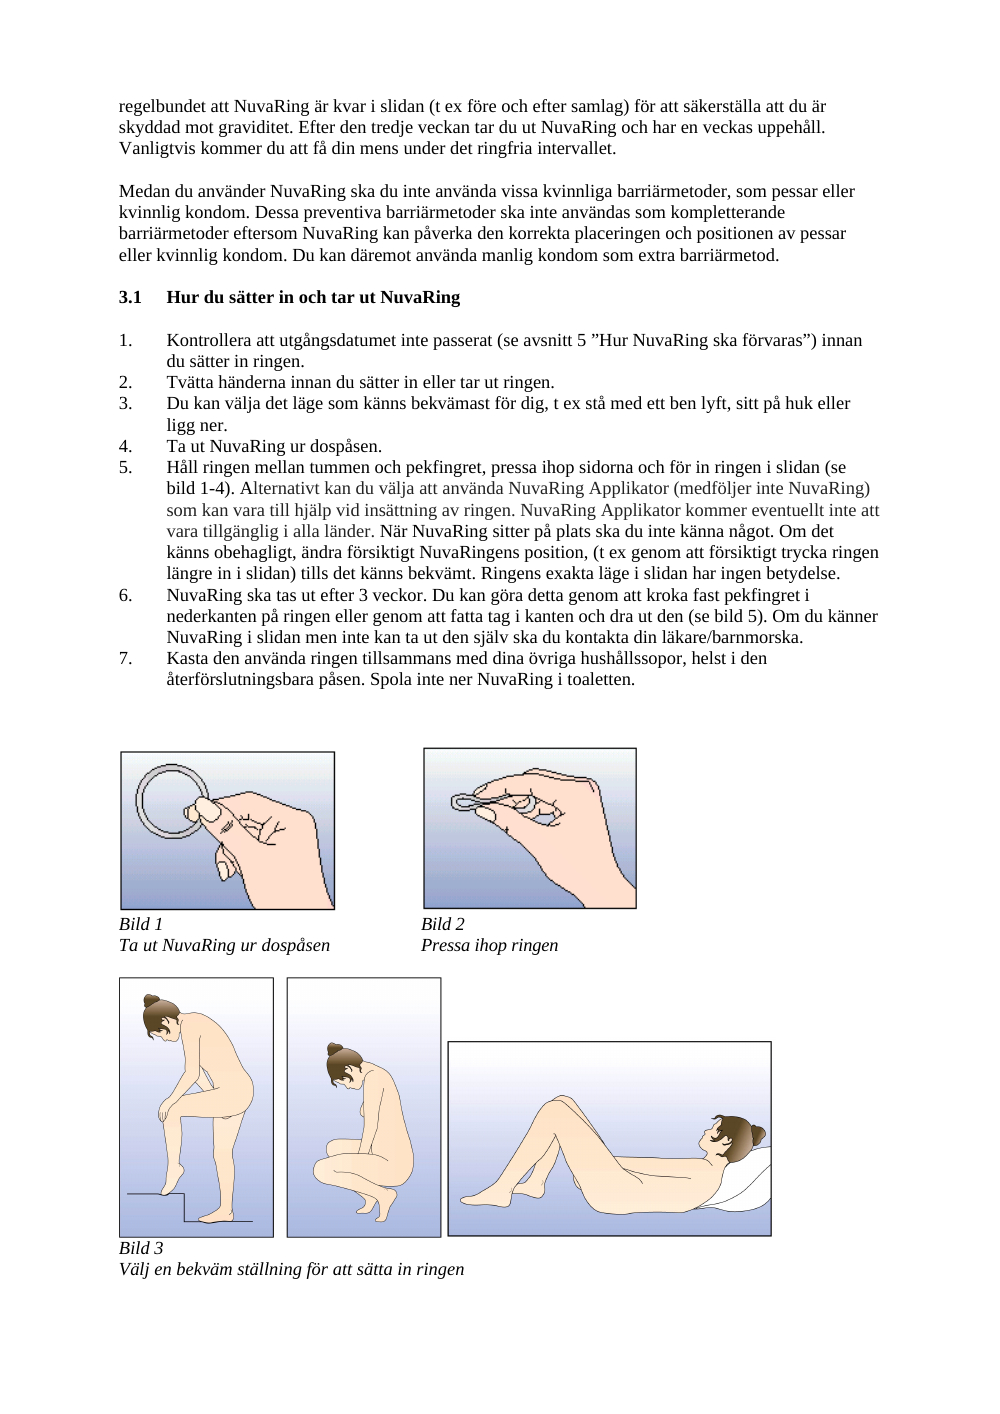 regelbundet att NuvaRing är kvar i slidan (t ex före och efter samlag) för att säkerställa att du är
skyddad mot graviditet. Efter den tredje veckan tar du ut NuvaRing och har en veckas uppehåll.
Vanligtvis kommer du att få din mens under det ringfria intervallet.
Medan du använder NuvaRing ska du inte använda vissa kvinnliga barriärmetoder, som pessar eller
kvinnlig kondom. Dessa preventiva barriärmetoder ska inte användas som kompletterande
barriärmetoder eftersom NuvaRing kan påverka den korrekta placeringen och positionen av pessar
eller kvinnlig kondom. Du kan däremot använda manlig kondom som extra barriärmetod.
3.1 Hur du sätter in och tar ut NuvaRing
1. Kontrollera att utgångsdatumet inte passerat (se avsnitt 5 ”Hur NuvaRing ska förvaras”) innan
du sätter in ringen.
2. Tvätta händerna innan du sätter in eller tar ut ringen.
3. Du kan välja det läge som känns bekvämast för dig, t ex stå med ett ben lyft, sitt på huk eller
ligg ner.
4. Ta ut NuvaRing ur dospåsen.
5. Håll ringen mellan tummen och pekfingret, pressa ihop sidorna och för in ringen i slidan (se
bild 1-4). Alternativt kan du välja att använda NuvaRing Applikator (medföljer inte NuvaRing)
som kan vara till hjälp vid insättning av ringen. NuvaRing Applikator kommer eventuellt inte att
vara tillgänglig i alla länder. När NuvaRing sitter på plats ska du inte känna något. Om det
känns obehagligt, ändra försiktigt NuvaRingens position, (t ex genom att försiktigt trycka ringen
längre in i slidan) tills det känns bekvämt. Ringens exakta läge i slidan har ingen betydelse.
6. NuvaRing ska tas ut efter 3 veckor. Du kan göra detta genom att kroka fast pekfingret i
nederkanten på ringen eller genom att fatta tag i kanten och dra ut den (se bild 5). Om du känner
NuvaRing i slidan men inte kan ta ut den själv ska du kontakta din läkare/barnmorska.
7. Kasta den använda ringen tillsammans med dina övriga hushållssopor, helst i den
återförslutningsbara påsen. Spola inte ner NuvaRing i toaletten.
Bild 1
Ta ut NuvaRing ur dospåsen
Bild 2
Pressa ihop ringen
Bild 3
Välj en bekväm ställning för att sätta in ringen